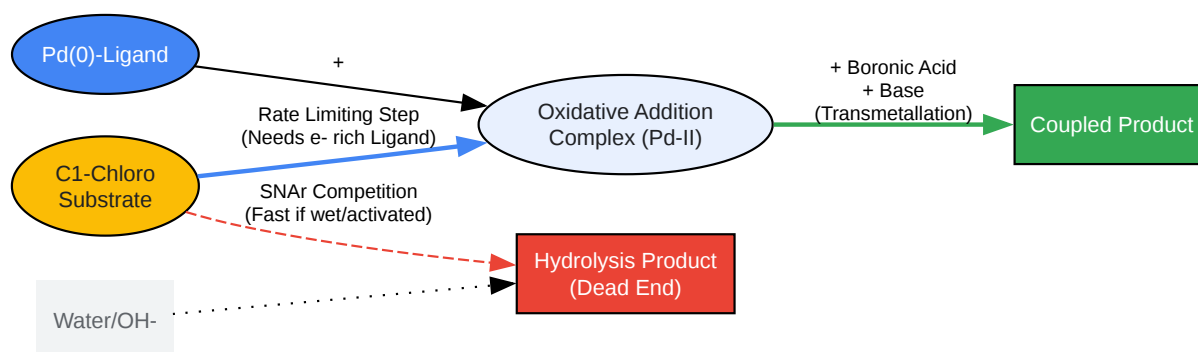 Pd(0)-Ligand
+
Rate Limiting Step
(Needs e- rich Ligand)
C1-Chloro
Substrate
SNAr Competition
(Fast if wet/activated)
Water/OH-
Oxidative Addition
Complex (Pd-II)
Hydrolysis Product
(Dead End)
+ Boronic Acid
+ Base
(Transmetallation)
Coupled Product